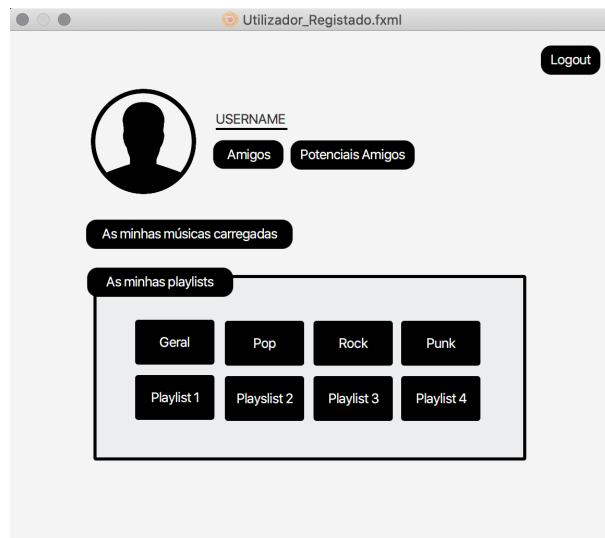 Utilizador_Registado.fxml
Logout
USERNAME
Amigos Potenciais Amigos
As minhas músicas carregadas
As minhas playlists
Geral Pop Rock Punk
Playlist 1 Playslist 2 Playlist 3 Playlist 4